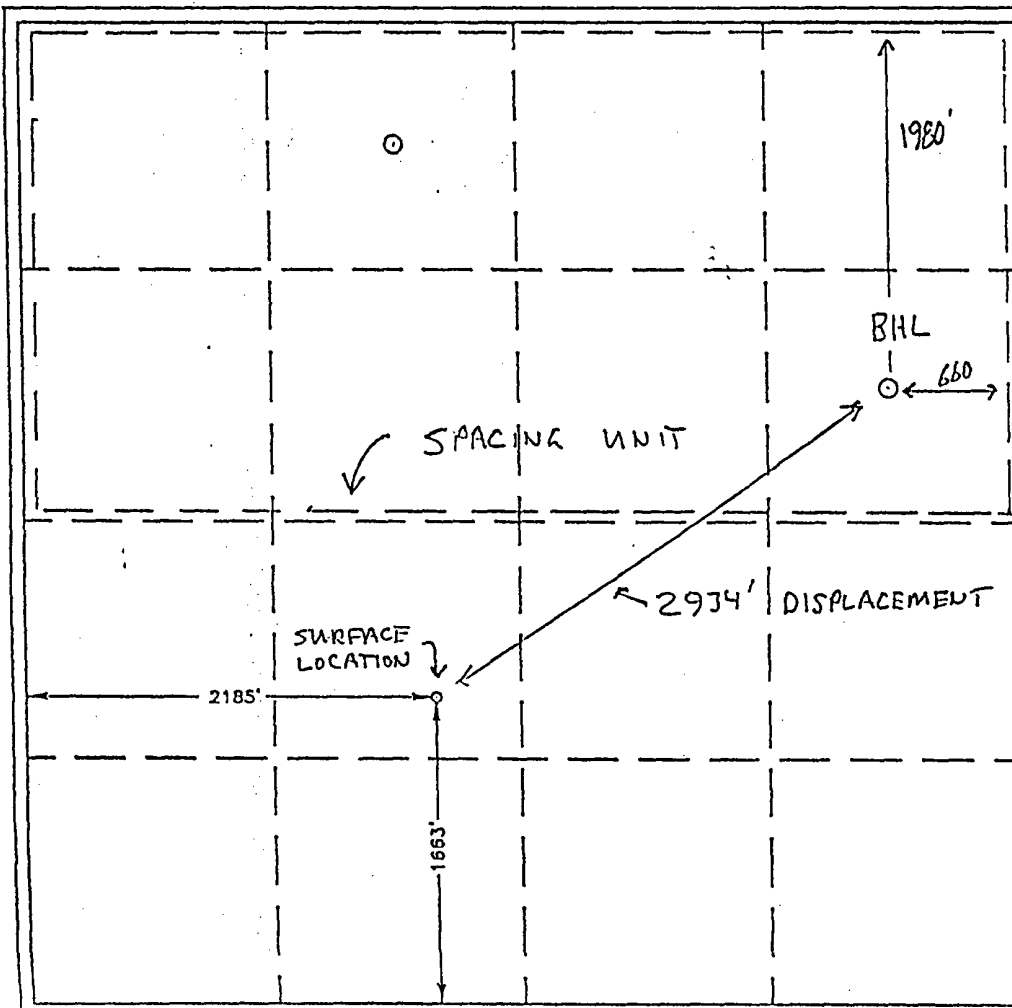 1980'
BHL
660
SPACING UNIT
2934' DISPLACEMENT
SURFACE
LOCATION
2185'
1663'